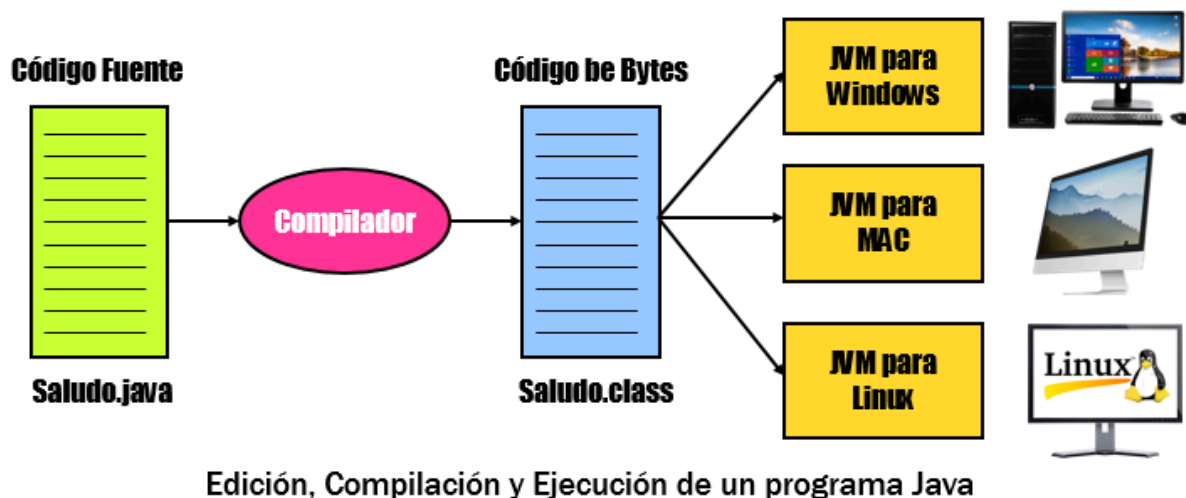 Código Fuente
Saludo.java
Compilador
Código be Bytes
Saludo.class
JVM para
Windows
JVM para
MAC
JVM para
Linux
Linux
Edición, Compilación y Ejecución de un programa Java